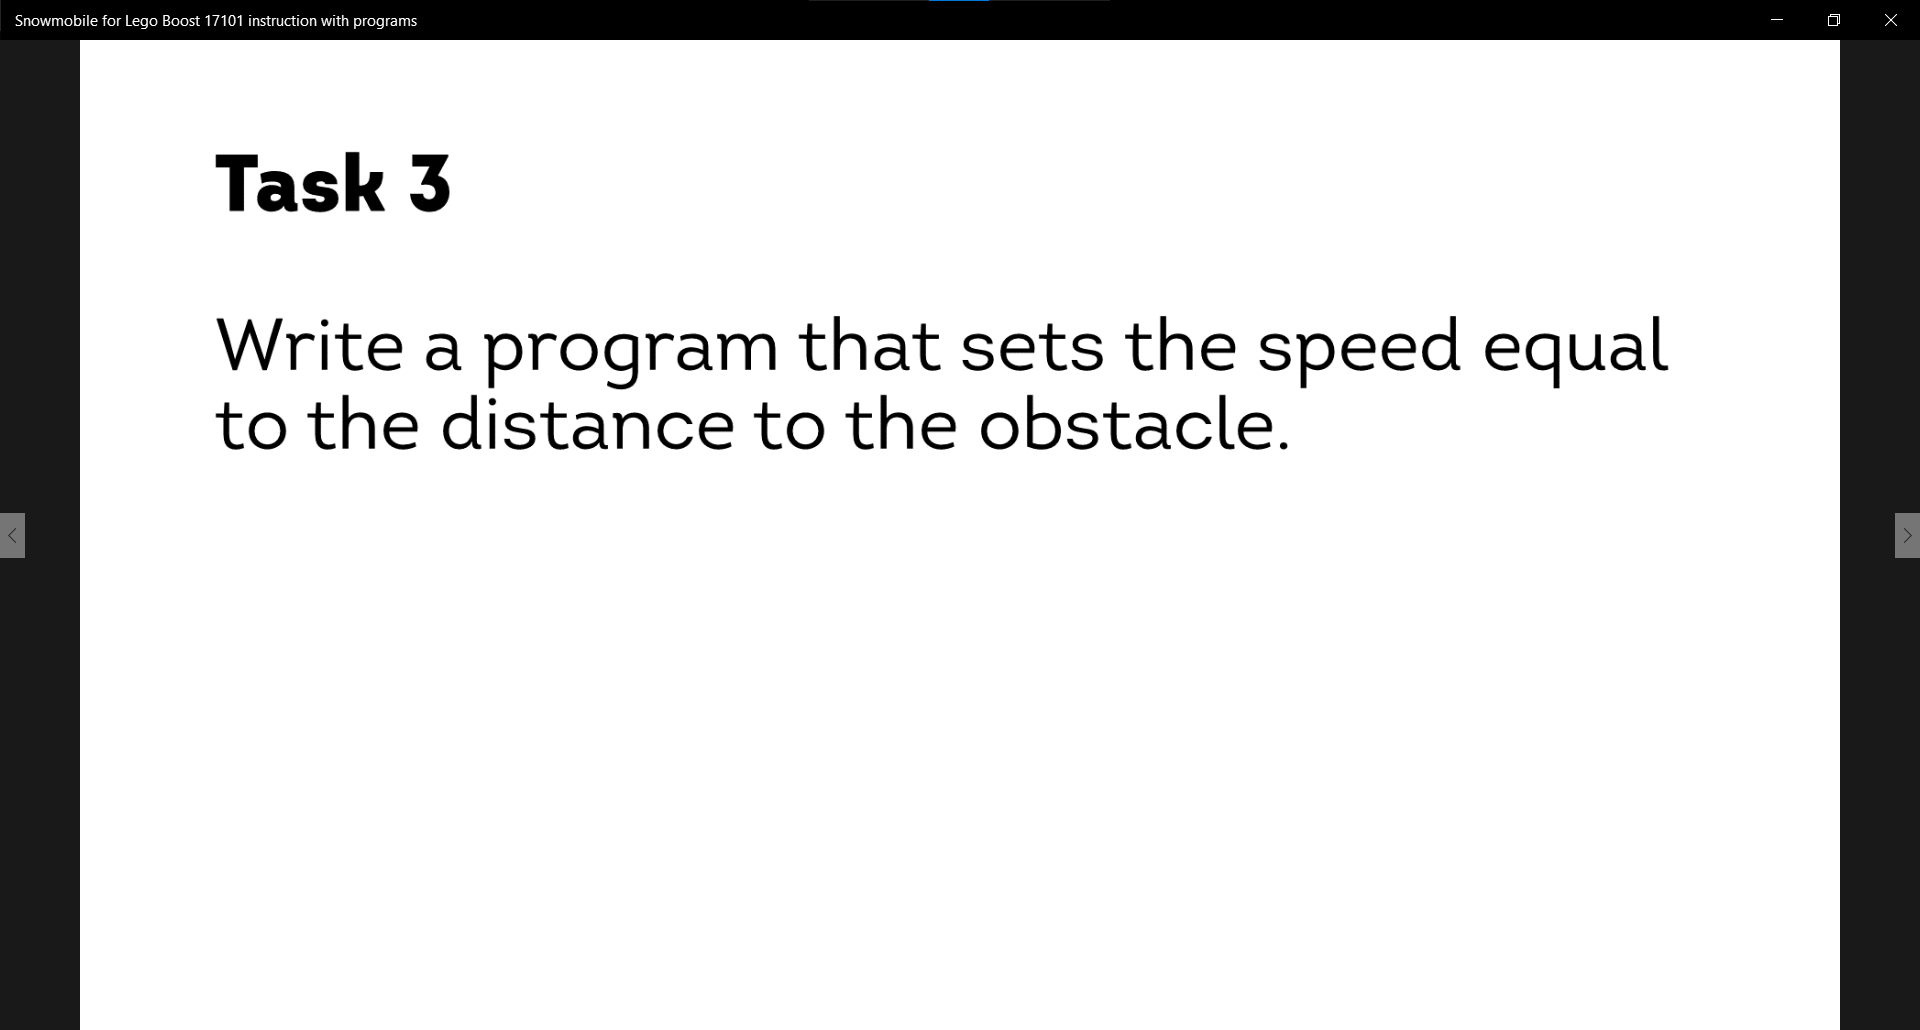 Snowmobile for Lego Boost 17101 instruction with programs
Task 3
Write a program that sets the speed equal
to the distance to the obstacle.